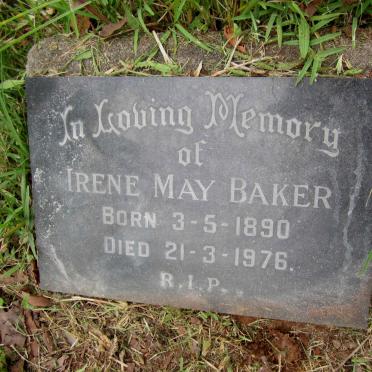 In Loving Memory
of
IRENE MAY BAKER
BORN 3-5-1890
DIED 21-3-1976.
R.I.P.